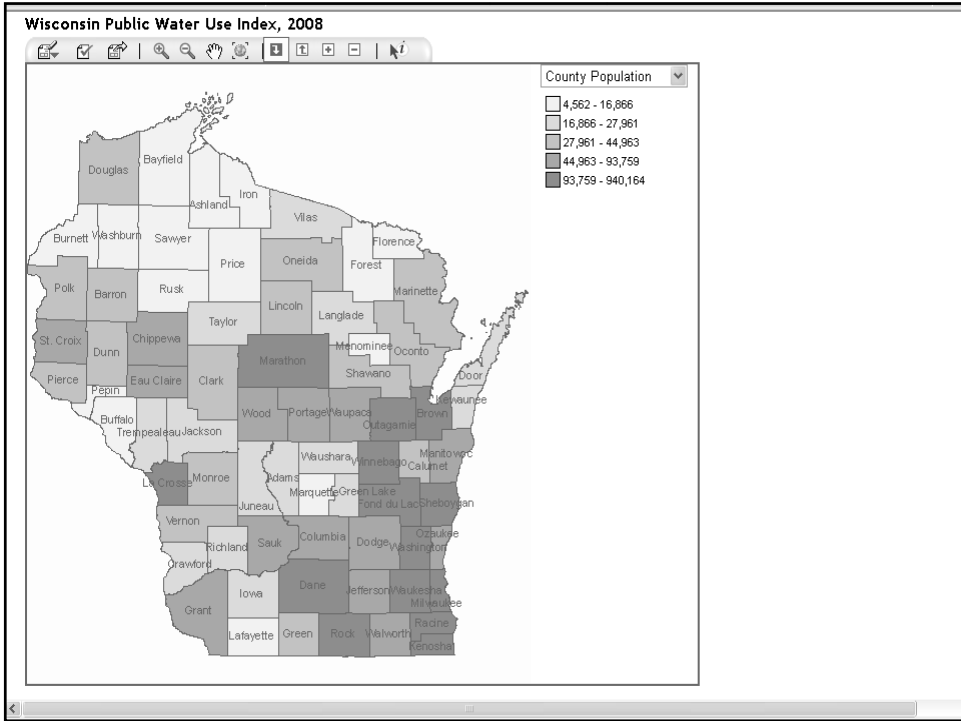 Wisconsin Public Water Use Index, 2008
County Population
4,562 - 16,866
16,866 - 27,961
27,961 - 44,963
44,963 - 93,759
93,759 - 940,164
Douglas
Bayfield
Ashland
Iron
Vilas
Burnett
Washburn
Sawyer
Price
Oneida
Forest
Florence
Marinette
Polk
Barron
Rusk
Lincoln
Taylor
Langlade
Menominee
Oconto
St. Croix
Dunn
Chippewa
Marathon
Shawano
Door
Pierce
Eau Claire
Clark
Pepin
Kewaunee
Buffalo
Trempealeau
Jackson
Wood
Portage
Waupaca
Outagamie
Brown
Waushara
Winnebago
Manitowoc
Calumet
La Crosse
Monroe
Adams
Marquette
Green Lake
Juneau
Fond du Lac
Sheboygan
Vernon
Richland
Sauk
Columbia
Dodge
Ozaukee
Washington
Crawford
Iowa
Dane
Jefferson
Waukesha
Milwaukee
Grant
Lafayette
Green
Rock
Walworth
Racine
Kenosha